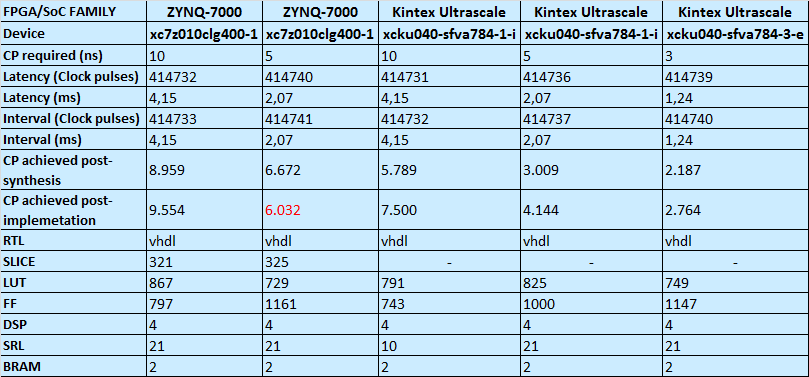 FPGA/SoC FAMILY ZYNQ-7000 ZYNQ-7000 Kintex Ultrascale Kintex Ultrascale Kintex Ultrascale
Device xc7z010clg400-1 xc7z010clg400-1 xcku040-sfva784-1-i xcku040-sfva784-1-i xcku040-sfva784-3-e
CP required (ns) 10 5 10 5 3
Latency (Clock pulses) 414732 414740 414731 414736 414739
Latency (ms) 4,15 2,07 4,15 2,07 1,24
Interval (Clock pulses) 414733 414741 414732 414737 414740
Interval (ms) 4,15 2,07 4,15 2,07 1,24
CP achieved post-
synthesis 8.959 6.672 5.789 3.009 2.187
CP achieved post-
implemetation 9.554 6.032 7.500 4.144 2.764
RTL vhdl vhdl vhdl vhdl vhdl
SLICE 321 325 - - -
LUT 867 729 791 825 749
FF 797 1161 743 1000 1147
DSP 4 4 4 4 4
SRL 21 21 10 21 21
BRAM 2 2 2 2 2